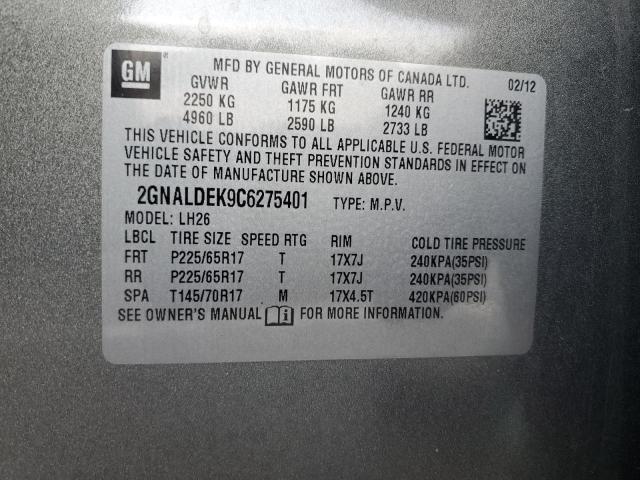 GM ®
MFD BY GENERAL MOTORS OF CANADA LTD. 02/12
GVWR GAWR FRT GAWR RR
2250 KG 1175 KG 1240 KG
4960 LB 2590 LB 2733 LB
THIS VEHICLE CONFORMS TO ALL APPLICABLE U.S. FEDERAL MOTOR
VEHICLE SAFETY AND THEFT PREVENTION STANDARDS IN EFFECT ON
THE DATE OF MANUFACTURE SHOWN ABOVE.
2GNALDEK9C6275401 TYPE: M.P.V.
MODEL: LH26
LBCL TIRE SIZE SPEED RTG RIM COLD TIRE PRESSURE
FRT P225/65R17 T 17X7J 240KPA(35PSI)
RR P225/65R17 T 17X7J 240KPA(35PSI)
SPA T145/70R17 M 17X4.5T 420KPA(60PSI)
SEE OWNER'S MANUAL i FOR MORE INFORMATION.